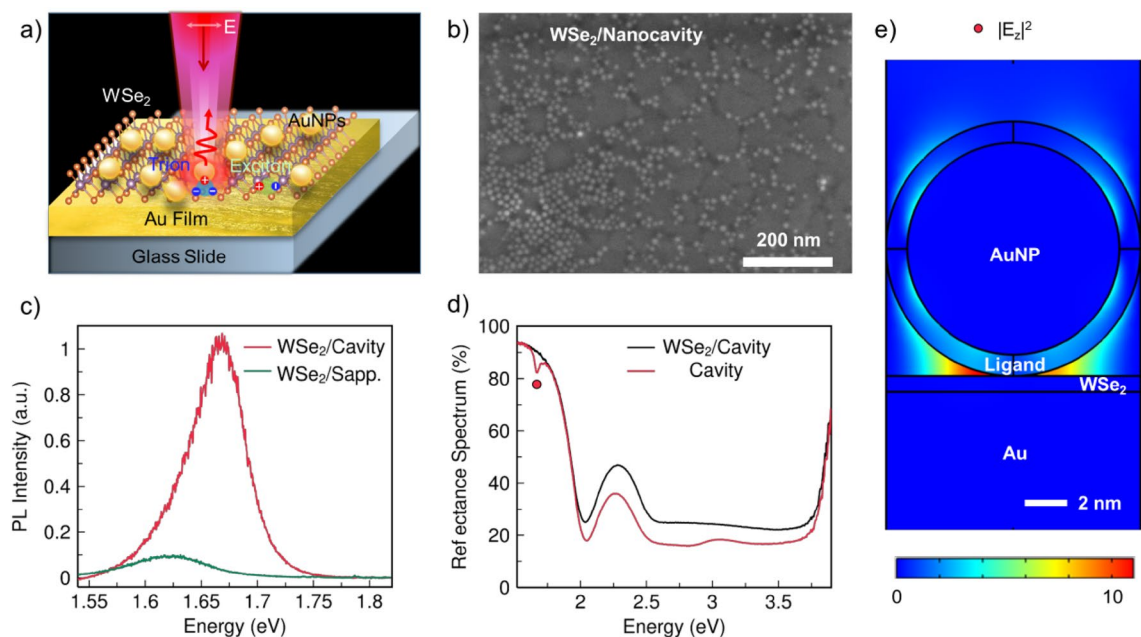 a)
E
WSe₂
AuNPs
Trion
Exciton
Au Film
Glass Slide
b)
WSe₂/Nanocavity
200 nm
c)
PL Intensity (a.u.)
1
0.8
0.6
0.4
0.2
0
WSe₂/Cavity
WSe₂/Sapp.
1.55 1.6 1.65 1.7 1.75 1.8
Energy (eV)
d)
Ref ectance Spectrum (%)
100
80
60
40
20
0
WSe₂/Cavity
Cavity
2 2.5 3 3.5
Energy (eV)
e)
|E_z|²
AuNP
Ligand
WSe₂
Au
2 nm
0 10